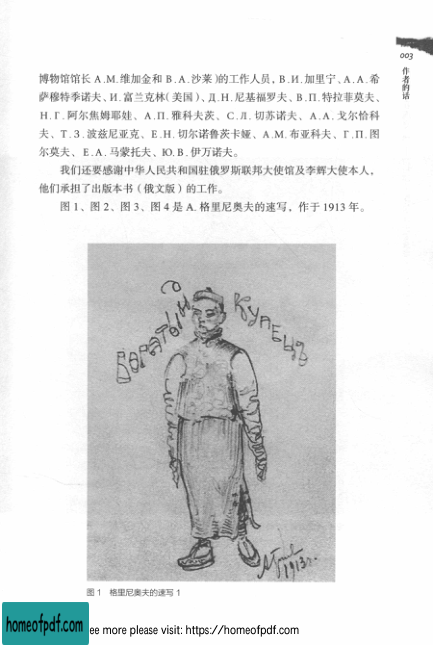 003
作者的话
博物馆馆长 А.М.维加金和 В.А.沙莱)的工作人员，В.И.加里宁、А.А.希
萨穆特季诺夫、И.富兰克林(美国)、Д.Н.尼基福罗夫、В.П.特拉菲莫夫、
Н.Г.阿尔焦姆耶娃、А.П.雅科夫茨、С.Л.切苏诺夫、А.А.戈尔恰科
夫、Т.З.波兹尼亚克、Е.Н.切尔诺鲁茨卡娅、А.М.布亚科夫、Г.П.图
尔莫夫、Е.А.马蒙托夫、Ю.В.伊万诺夫。
我们还要感谢中华人民共和国驻俄罗斯联邦大使馆及李辉大使本人，
他们承担了出版本书（俄文版）的工作。
图 1、图 2、图 3、图 4 是 А.格里尼奥夫的速写，作于 1913 年。
Богатый Купецъ
1913г.
图 1 格里尼奥夫的速写 1
homeofpdf.com
ee more please visit: https://homeofpdf.com